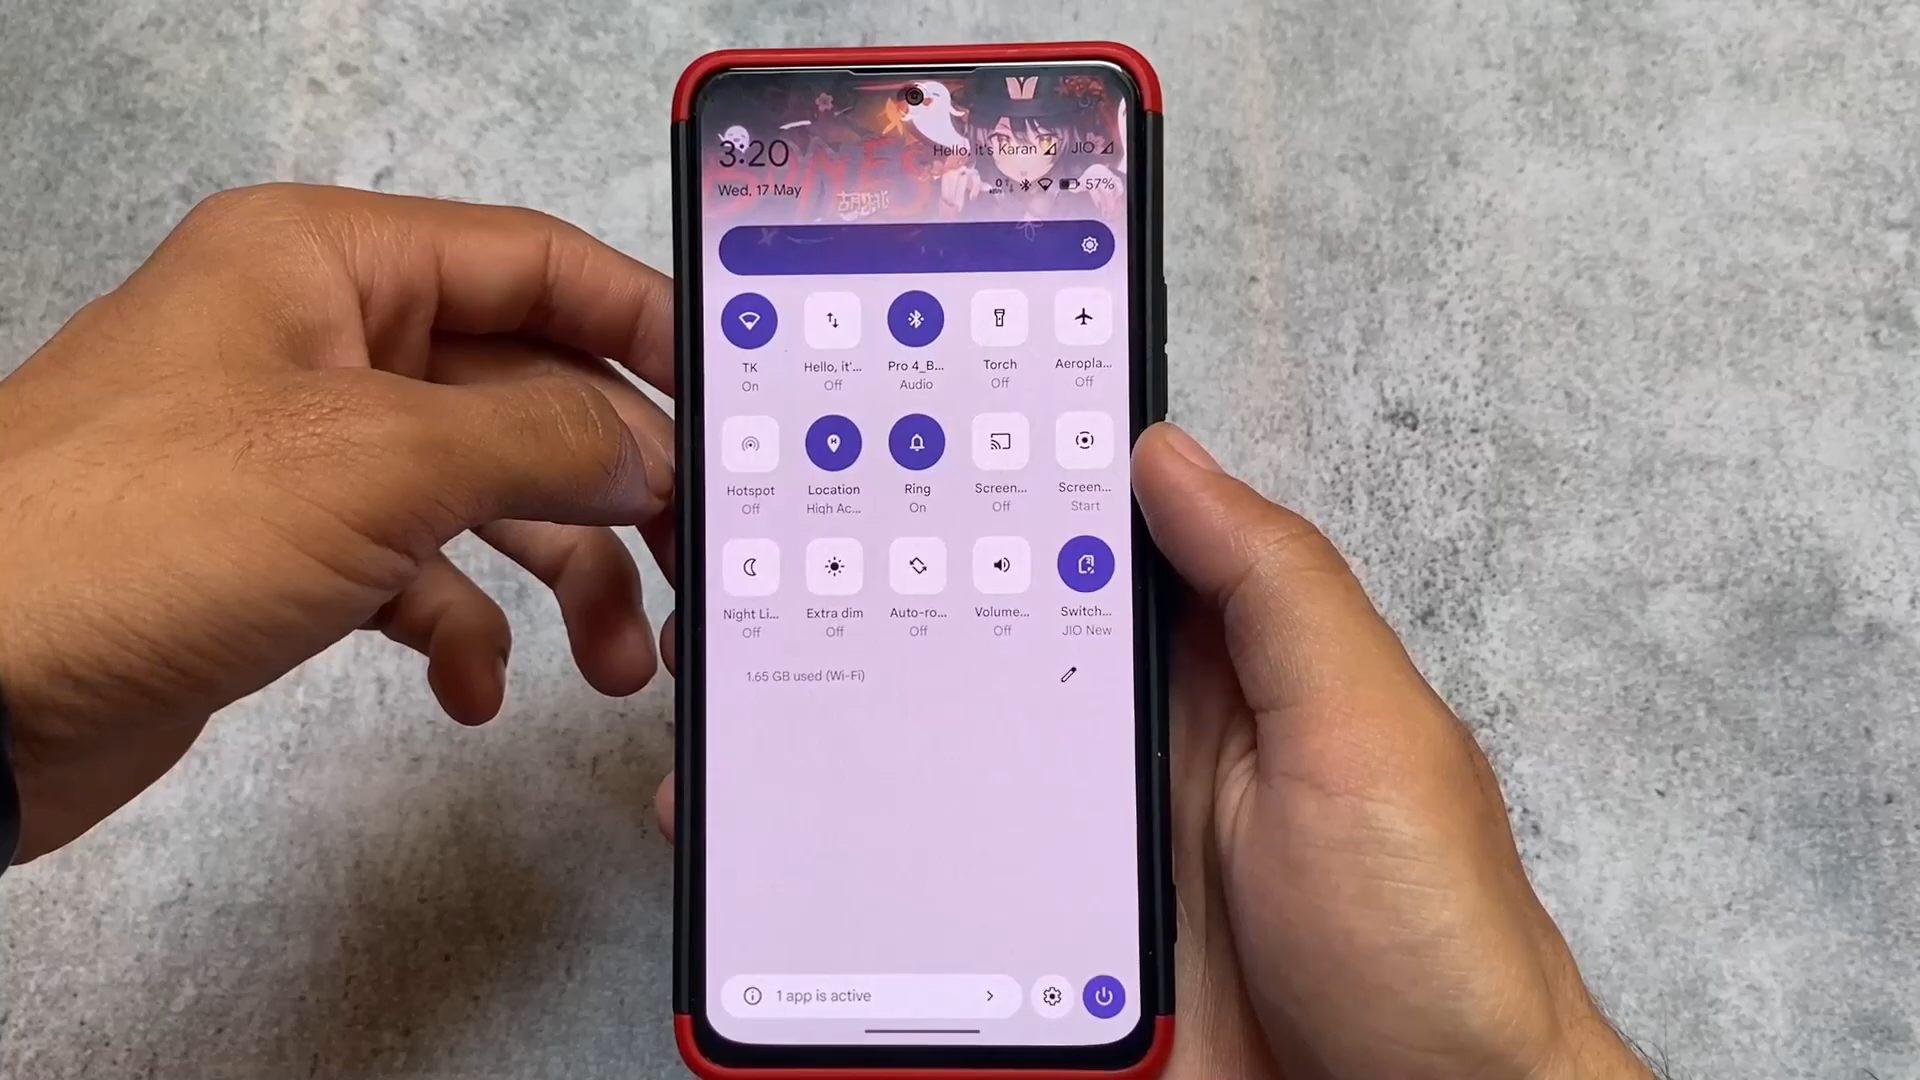 3:20
Hello, it's Karan
JIO
Wed, 17 May
57%
TK
On
Hello, it'...
Off
Pro 4_B...
Audio
Torch
Off
Aeropla...
Off
Hotspot
Off
Location
High Ac...
Ring
On
Screen...
Off
Screen...
Start
Night Li...
Off
Extra dim
Off
Auto-ro...
Off
Volume...
Off
Switch...
JIO New
1.65 GB used (Wi-Fi)
1 app is active